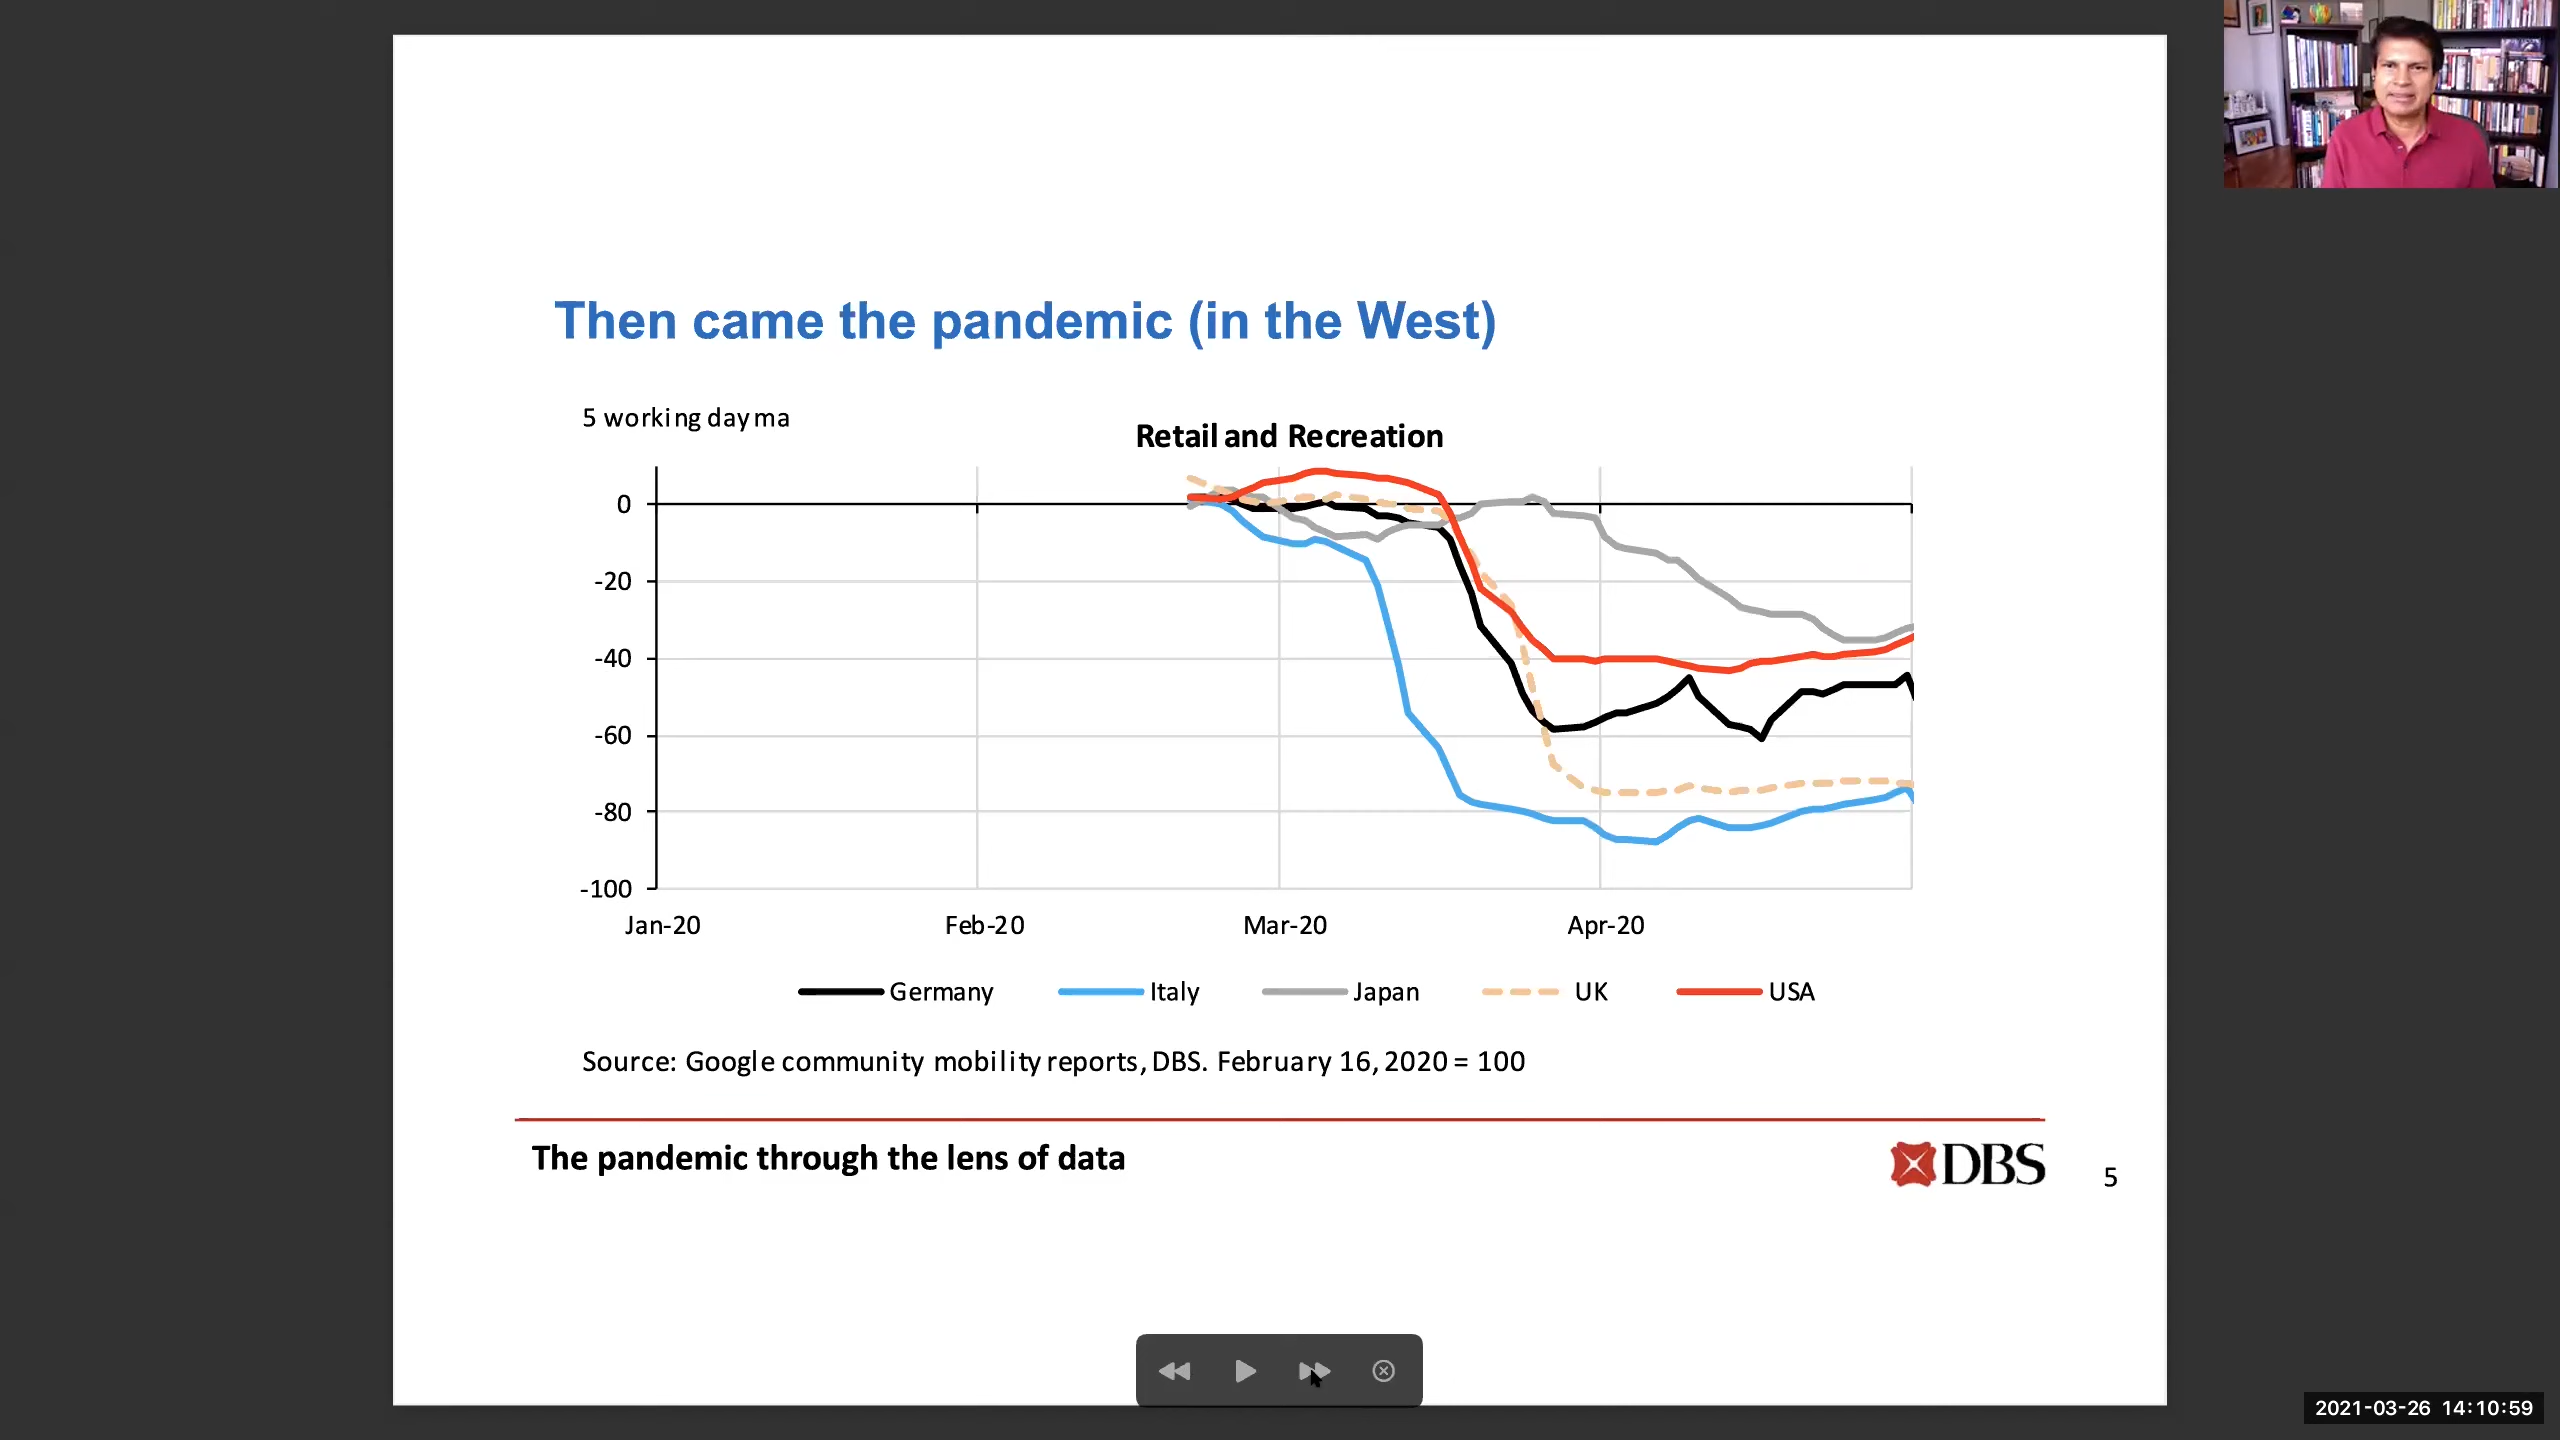 Then came the pandemic (in the West)
5 working day ma
Retail and Recreation
0
-20
-40
-60
-80
-100
Jan-20 Feb-20 Mar-20 Apr-20
Germany Italy Japan UK USA
Source: Google community mobility reports, DBS. February 16, 2020 = 100
The pandemic through the lens of data
DBS
5
2021-03-26 14:10:59